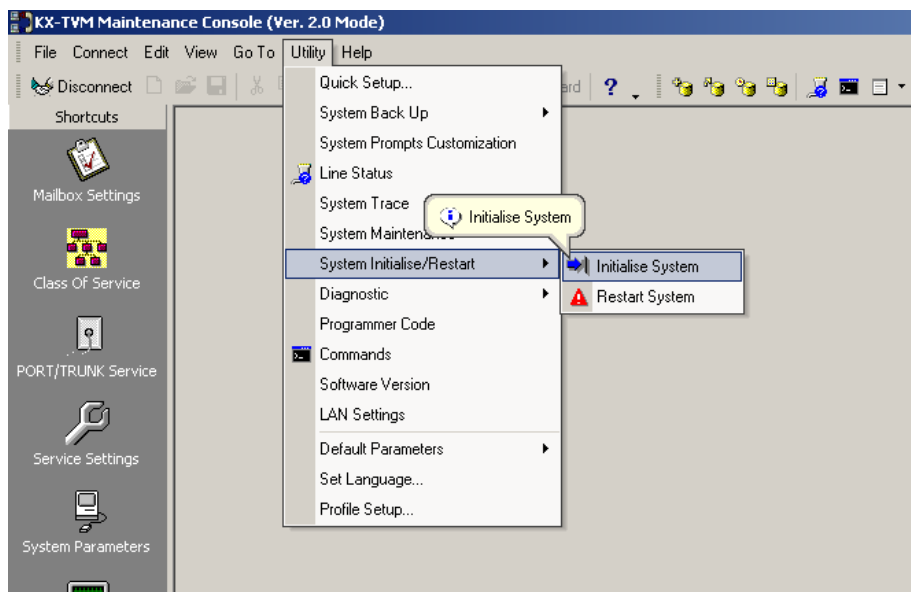 KX-TVM Maintenance Console (Ver. 2.0 Mode)
File Connect Edit View Go To Utility Help
Disconnect
Shortcuts
Mailbox Settings
Class Of Service
PORT/TRUNK Service
Service Settings
System Parameters
Quick Setup...
System Back Up
System Prompts Customization
Line Status
System Trace
System Maintenance
System Initialise/Restart
Diagnostic
Programmer Code
Commands
Software Version
LAN Settings
Default Parameters
Set Language...
Profile Setup...
Initialise System
Initialise System
Restart System